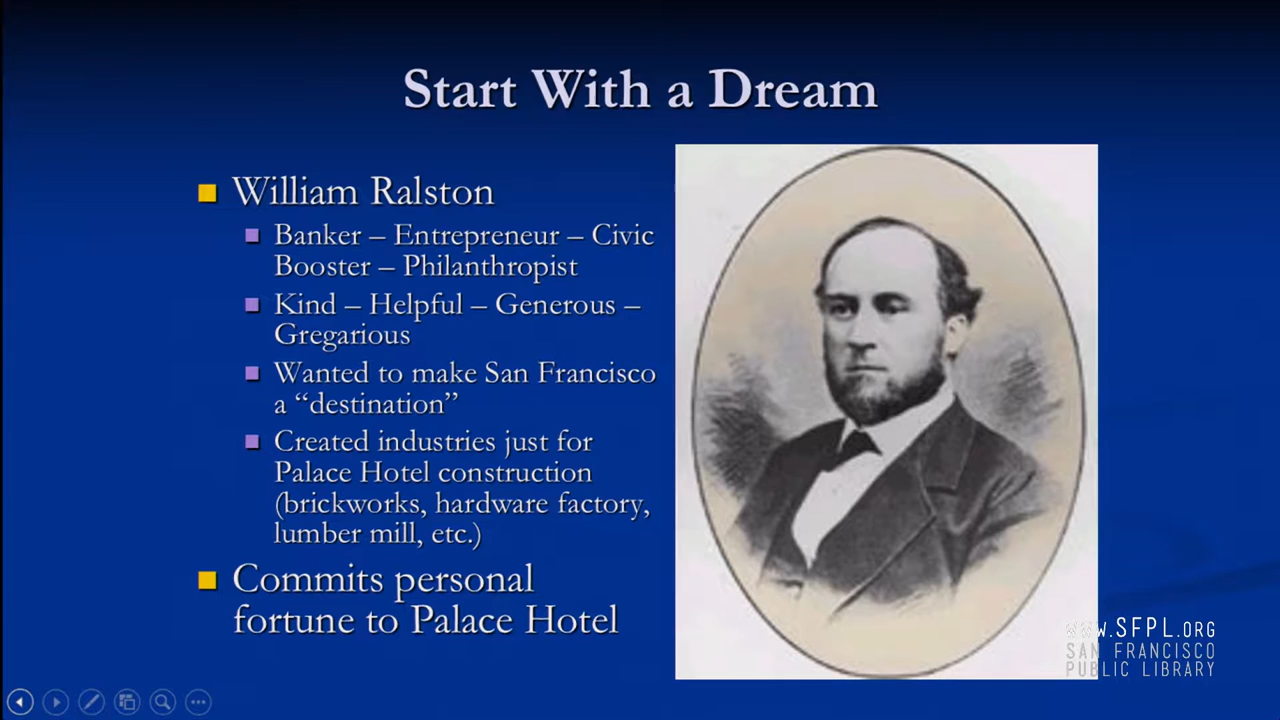 Start With a Dream
William Ralston
Banker – Entrepreneur – Civic
Booster – Philanthropist
Kind – Helpful – Generous –
Gregarious
Wanted to make San Francisco
a “destination”
Created industries just for
Palace Hotel construction
(brickworks, hardware factory,
lumber mill, etc.)
Commits personal
fortune to Palace Hotel
WWW.SFPL.ORG
SAN FRANCISCO
PUBLIC LIBRARY